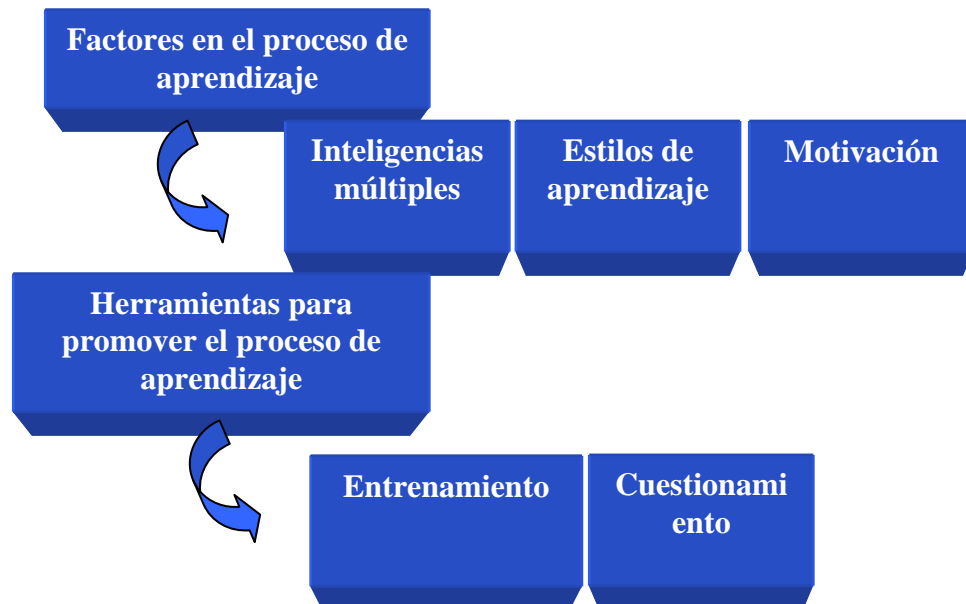 Factores en el proceso de
aprendizaje
Inteligencias
múltiples
Estilos de
aprendizaje
Motivación
Herramientas para
promover el proceso de
aprendizaje
Entrenamiento
Cuestionami
ento